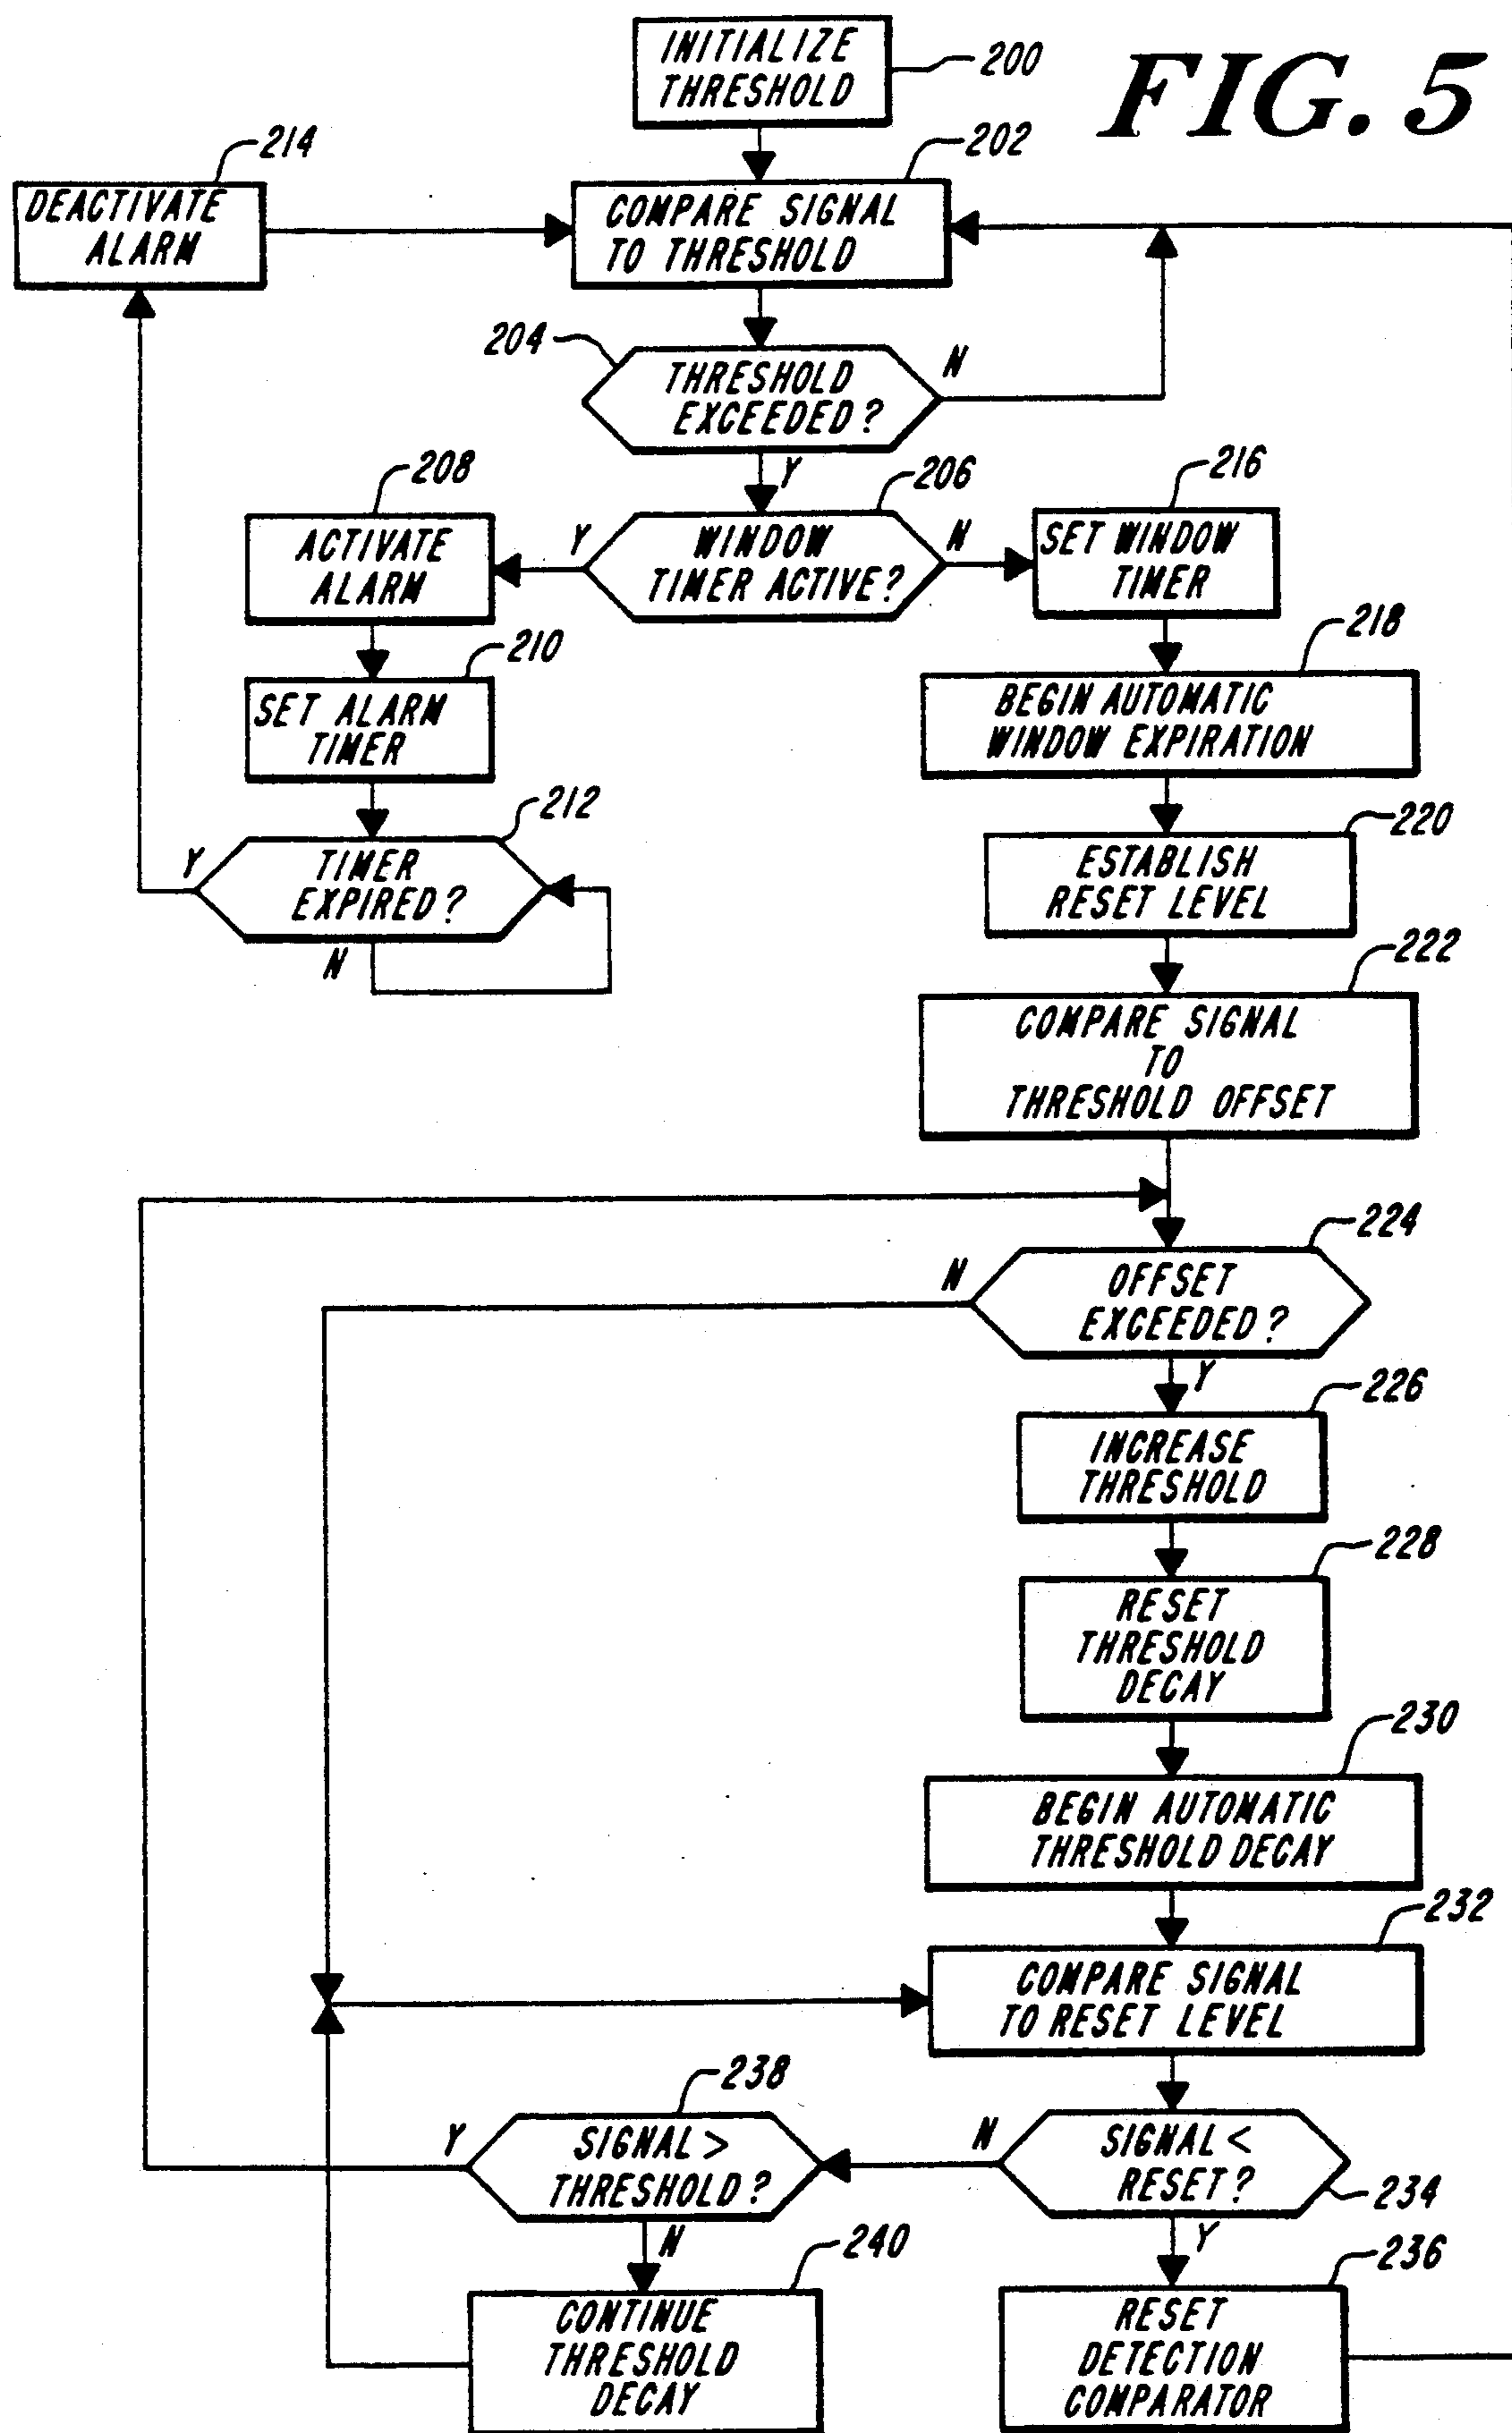 FIG. 5
INITIALIZE
THRESHOLD
200
214
DEACTIVATE
ALARM
202
COMPARE SIGNAL
TO THRESHOLD
204
THRESHOLD
EXCEEDED?
N
Y
208
ACTIVATE
ALARM
Y
206
WINDOW
TIMER ACTIVE?
N
216
SET WINDOW
TIMER
210
SET ALARM
TIMER
218
BEGIN AUTOMATIC
WINDOW EXPIRATION
212
Y
TIMER
EXPIRED?
N
220
ESTABLISH
RESET LEVEL
222
COMPARE SIGNAL
TO
THRESHOLD OFFSET
224
N
OFFSET
EXCEEDED?
Y
226
INCREASE
THRESHOLD
228
RESET
THRESHOLD
DECAY
230
BEGIN AUTOMATIC
THRESHOLD DECAY
232
COMPARE SIGNAL
TO RESET LEVEL
238
Y
SIGNAL >
THRESHOLD?
N
N
SIGNAL <
RESET?
234
Y
240
CONTINUE
THRESHOLD
DECAY
236
RESET
DETECTION
COMPARATOR